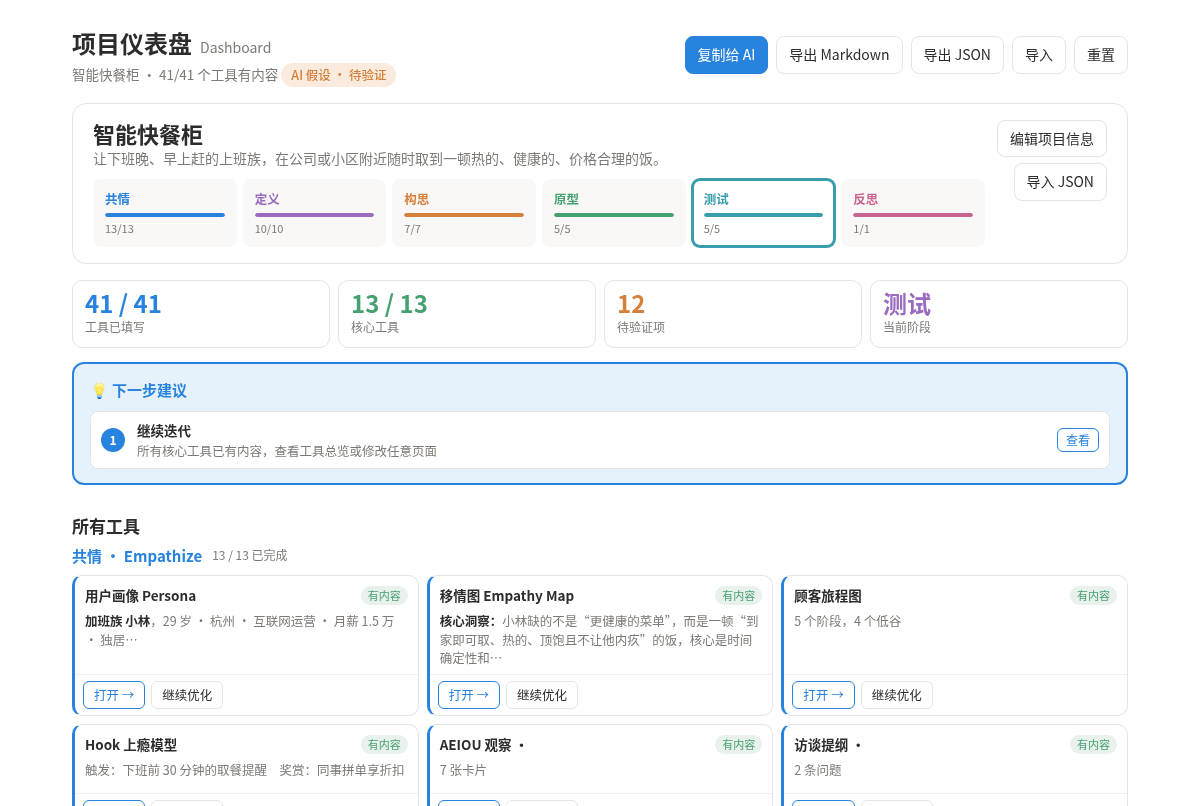 项目仪表盘 Dashboard
智能快餐柜 · 41/41 个工具有内容 AI 假设 · 待验证
复制给 AI
导出 Markdown
导出 JSON
导入
重置
智能快餐柜
让下班晚、早上赶的上班族，在公司或小区附近随时取到一顿热的、健康的、价格合理的饭。
编辑项目信息
导入 JSON
共情
13/13
定义
10/10
构思
7/7
原型
5/5
测试
5/5
反思
1/1
41 / 41
工具已填写
13 / 13
核心工具
12
待验证项
测试
当前阶段
💡 下一步建议
1
继续迭代
所有核心工具已有内容，查看工具总览或修改任意页面
查看
所有工具
共情 · Empathize 13 / 13 已完成
用户画像 Persona
有内容
加班族 小林，29 岁 · 杭州 · 互联网运营 · 月薪 1.5 万
· 独居…
打开 →
继续优化
移情图 Empathy Map
有内容
核心洞察：小林缺的不是“更健康的菜单”，而是一顿“到
家即可取、热的、顶饱且不让他内疚”的饭，核心是时间
确定性和…
打开 →
继续优化
顾客旅程图
有内容
5 个阶段，4 个低谷
打开 →
继续优化
Hook 上瘾模型
有内容
触发：下班前 30 分钟的取餐提醒 奖赏：同事拼单享折扣
AEIOU 观察 ·
有内容
7 张卡片
访谈提纲 ·
有内容
2 条问题